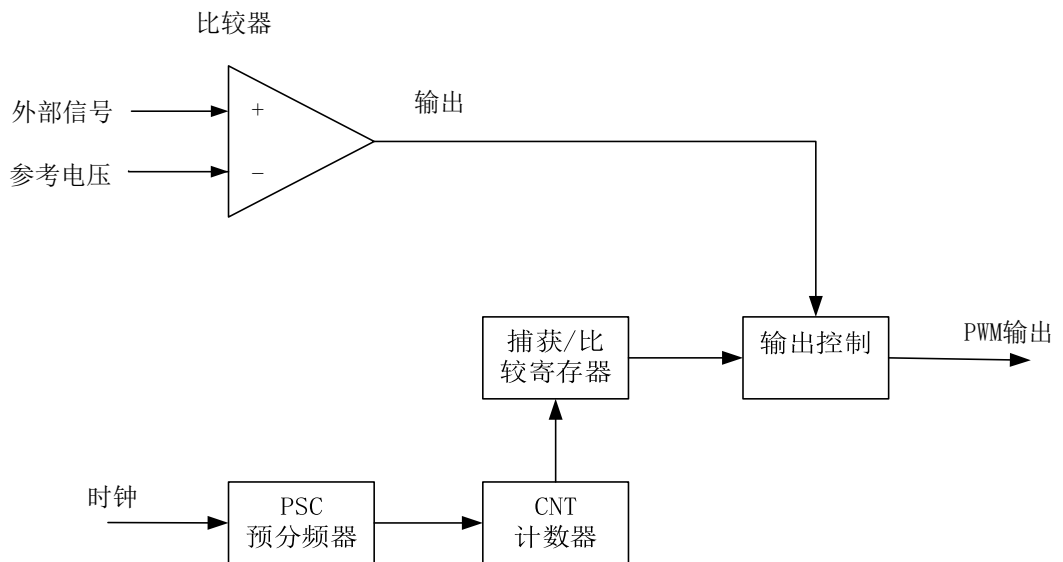 比较器
外部信号
+
输出
参考电压
−
捕获/比
较寄存器
输出控制
PWM输出
时钟
PSC
预分频器
CNT
计数器